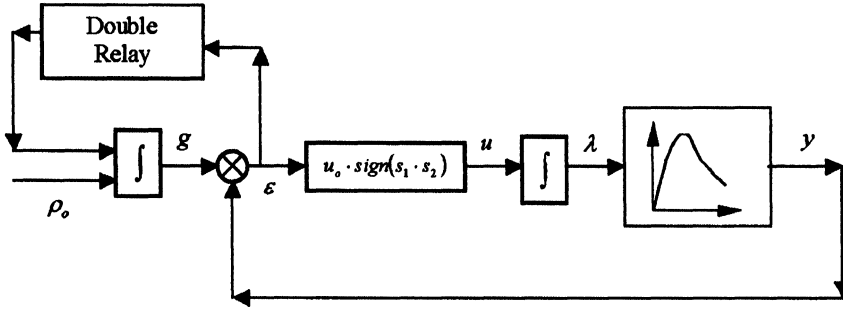 Double
Relay
∫
g
ρₒ
ε
uₒ · sign(s₁ · s₂)
u
∫
λ
y